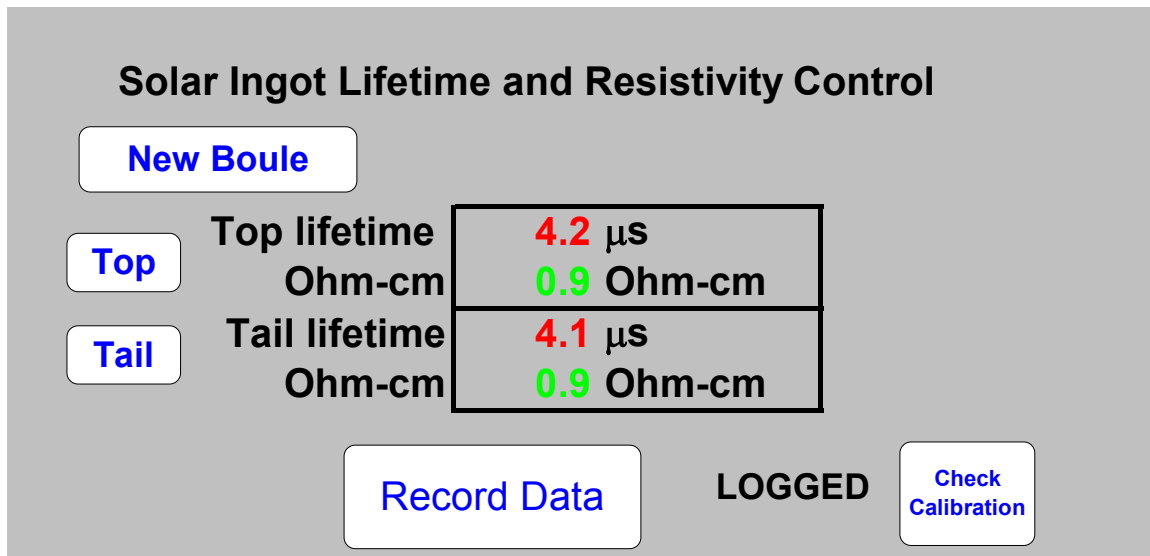 Solar Ingot Lifetime and Resistivity Control
New Boule
Top
Top lifetime 4.2 μs
Ohm-cm 0.9 Ohm-cm
Tail
Tail lifetime 4.1 μs
Ohm-cm 0.9 Ohm-cm
Record Data
LOGGED
Check
Calibration